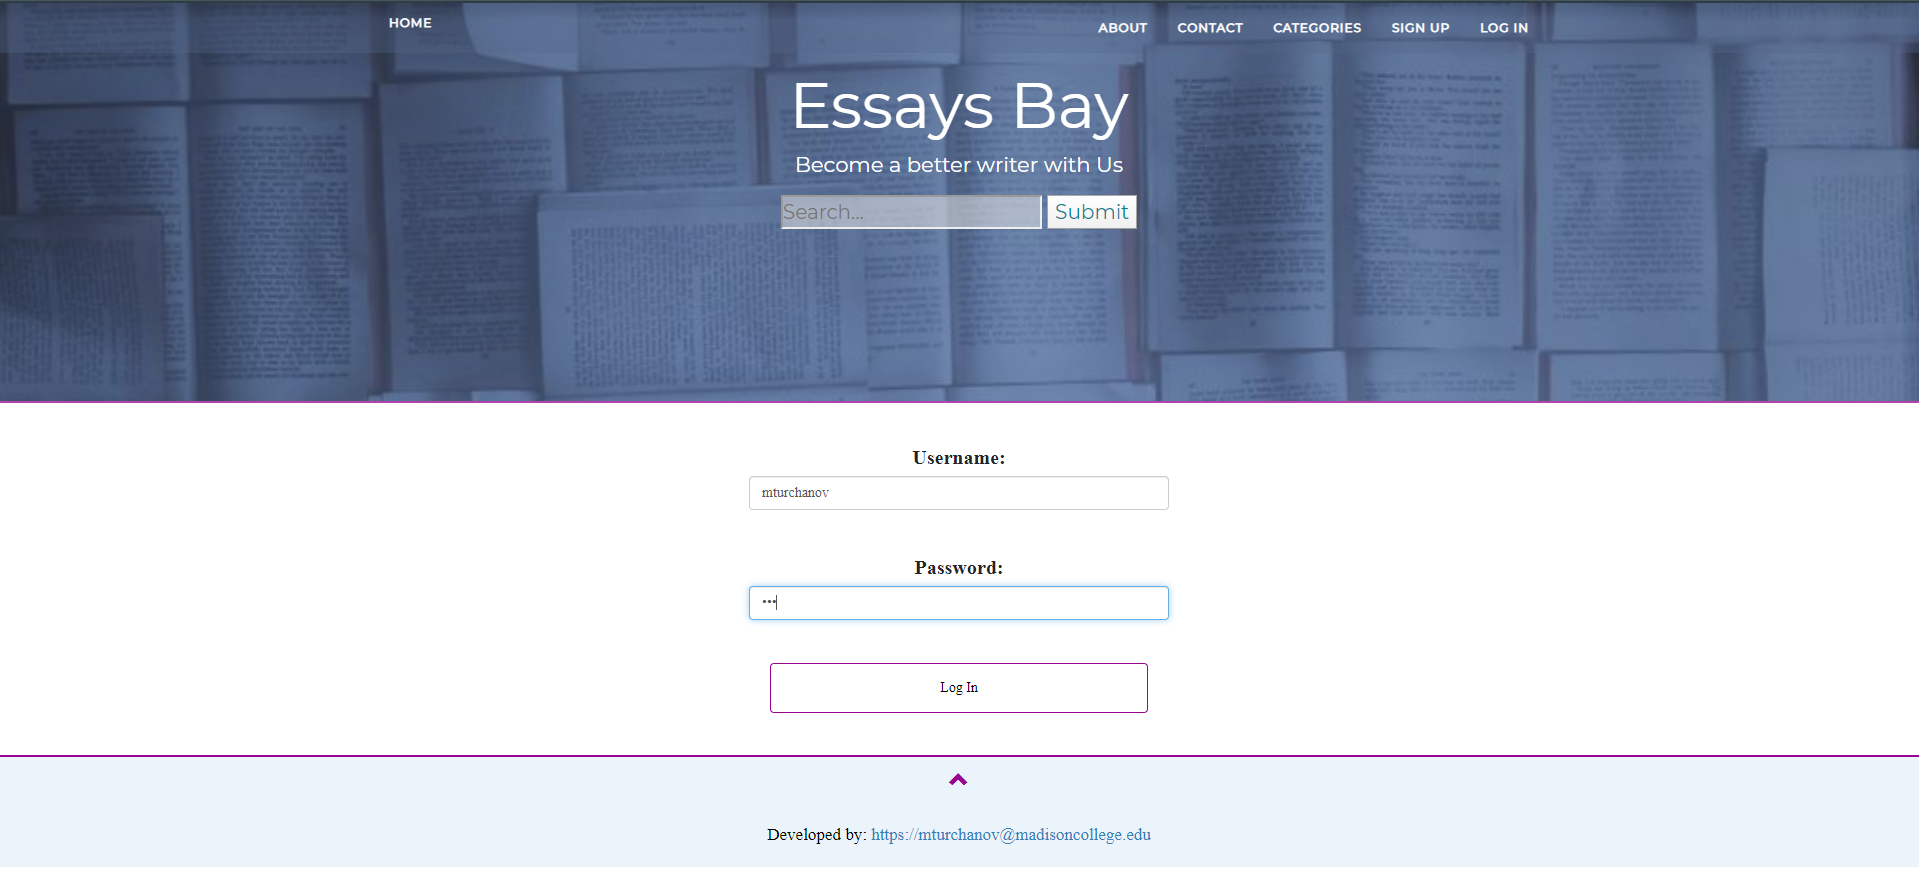 HOME
ABOUT CONTACT CATEGORIES SIGN UP LOG IN
Essays Bay
Become a better writer with Us
Search... Submit
Username:
mturchanov
Password:
•••
Log In
Developed by: https://mturchanov@madisoncollege.edu